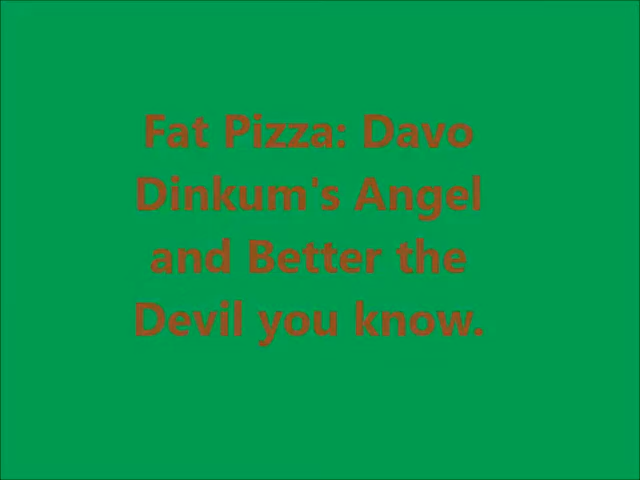 Fat Pizza: Davo
Dinkum's Angel
and Better the
Devil you know.